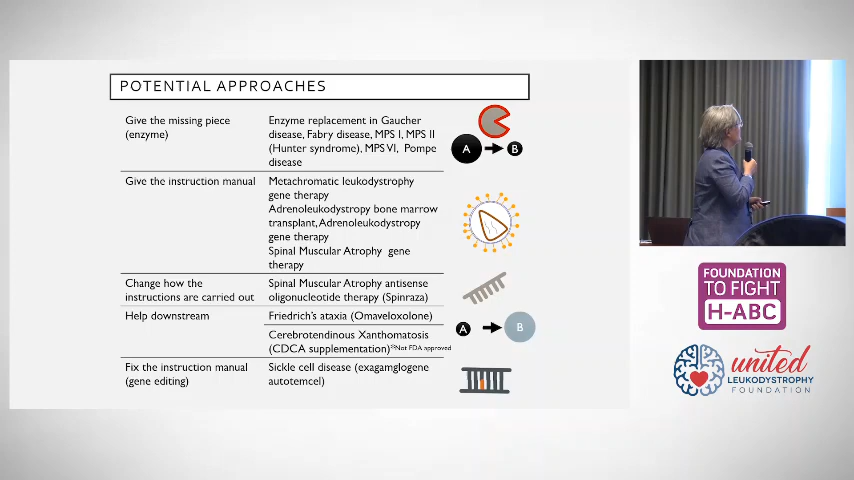 POTENTIAL APPROACHES
Give the missing piece
(enzyme)
Enzyme replacement in Gaucher
disease, Fabry disease, MPS I, MPS II
(Hunter syndrome), MPS VI, Pompe
disease
A
B
Give the instruction manual
Metachromatic leukodystrophy
gene therapy
Adrenoleukodystropy bone marrow
transplant, Adrenoleukodystropy
gene therapy
Spinal Muscular Atrophy gene
therapy
Change how the
instructions are carried out
Spinal Muscular Atrophy antisense
oligonucleotide therapy (Spinraza)
Help downstream
Friedrich's ataxia (Omaveloxolone)
Cerebrotendinous Xanthomatosis
(CDCA supplementation)**Not FDA approved
A
B
Fix the instruction manual
(gene editing)
Sickle cell disease (exagamglogene
autotemcel)
FOUNDATION
TO FIGHT
H-ABC
united
LEUKODYSTROPHY
FOUNDATION